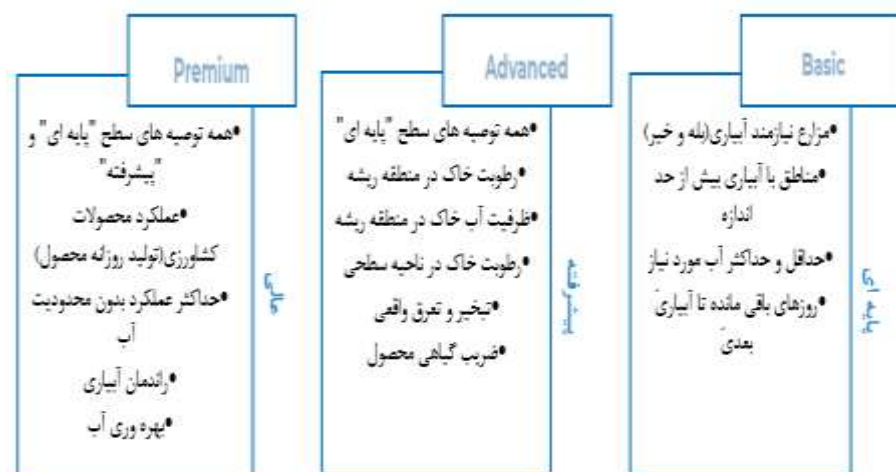 Basic
پایه ای
•مزارع نیازمند آبیاری(بله و خیر)
•مناطق با آبیاری بیش از حد
اندازه
•حداقل و حداکثر آب مورد نیاز
•روزهای باقی مانده تا آبیاریَ
بعدیَ
Advanced
پیشرفته
•همه توصیه های سطح "پایه ای"
•رطوبت خاک در منطقه ریشه
•ظرفیت آب خاک در منطقه ریشه
•رطوبت خاک در ناحیه سطحی
•تبخیر و تعرق واقعی
•ضریب گیاهی محصول
Premium
عالی
•همه توصیه های سطح "پایه ای" و
"پیشرفته"
•عملکرد محصولات
کشاورزی(تولید روزانه محصول)
•حداکثر عملکرد بدون محدودیت
آب
•راندمان آبیاری
•بهره وری آب